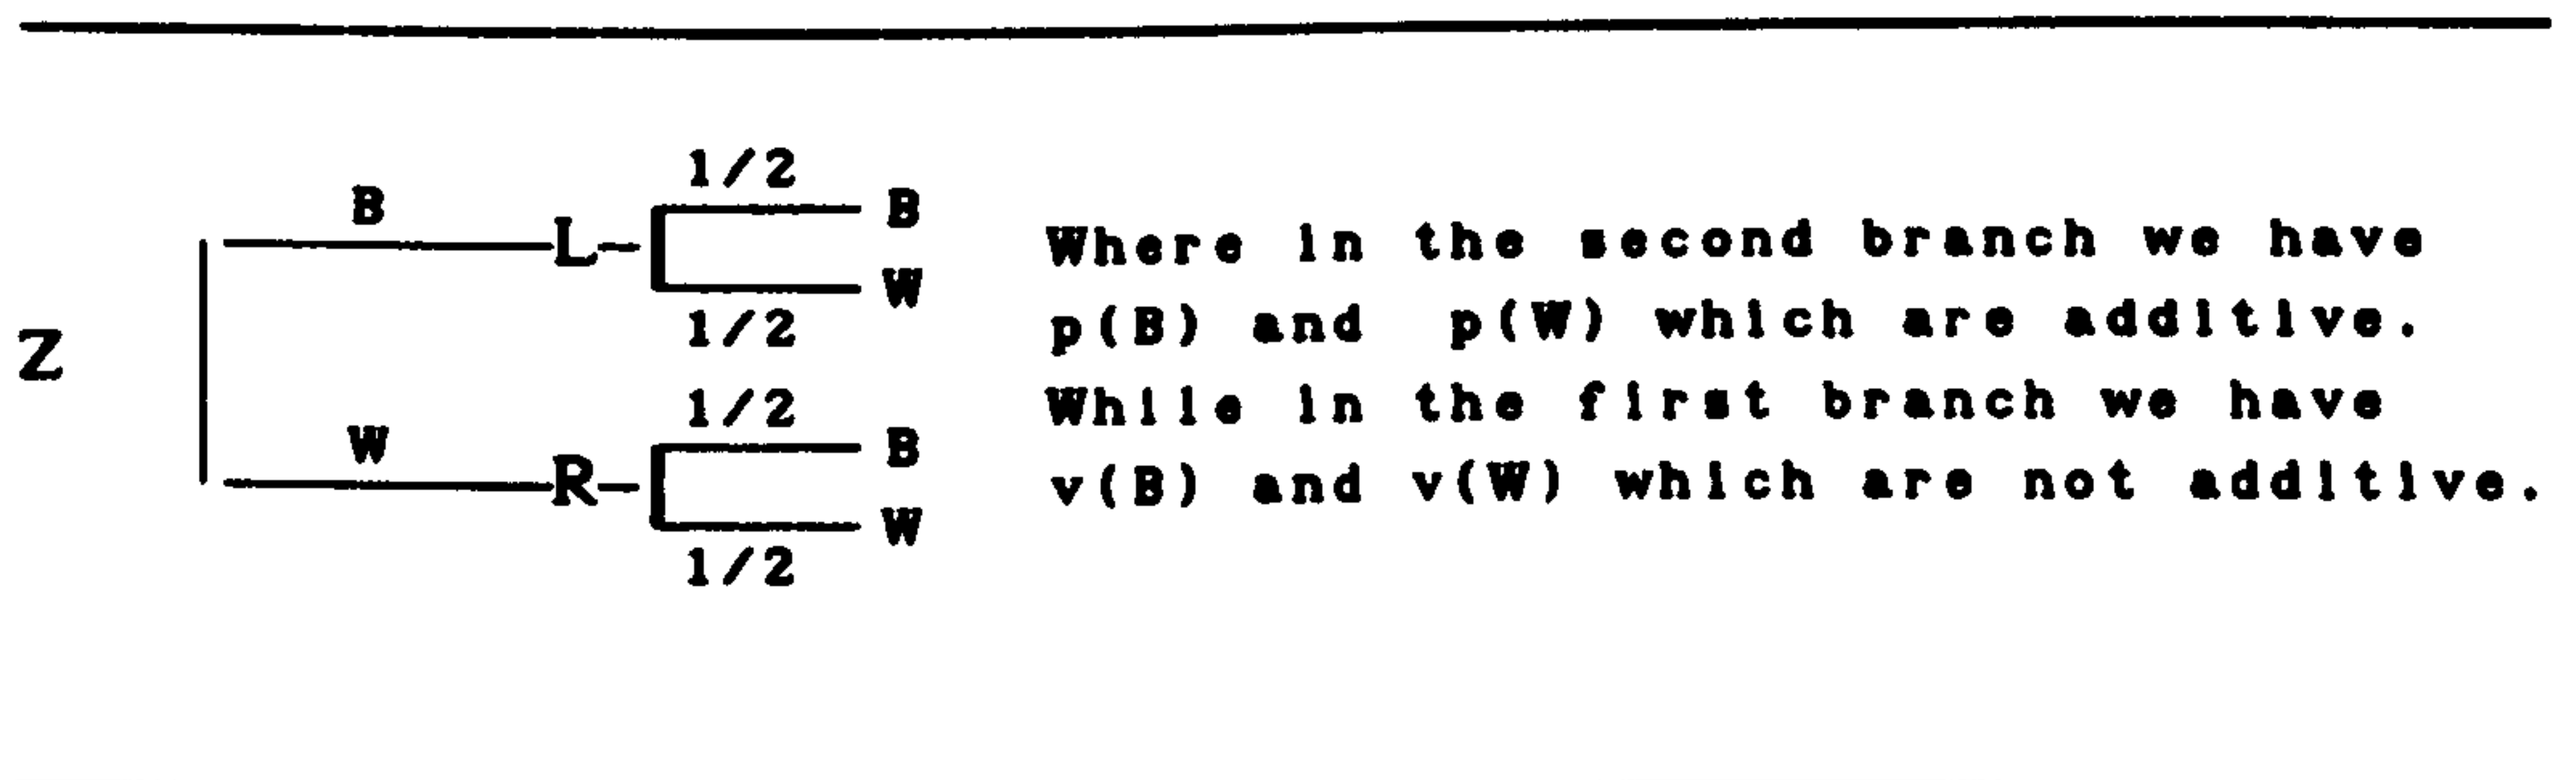 1/2
B
B
L
W
1/2
Z
1/2
W
B
R
W
1/2
Where in the second branch we have
p(B) and p(W) which are additive.
While in the first branch we have
v(B) and v(W) which are not additive.